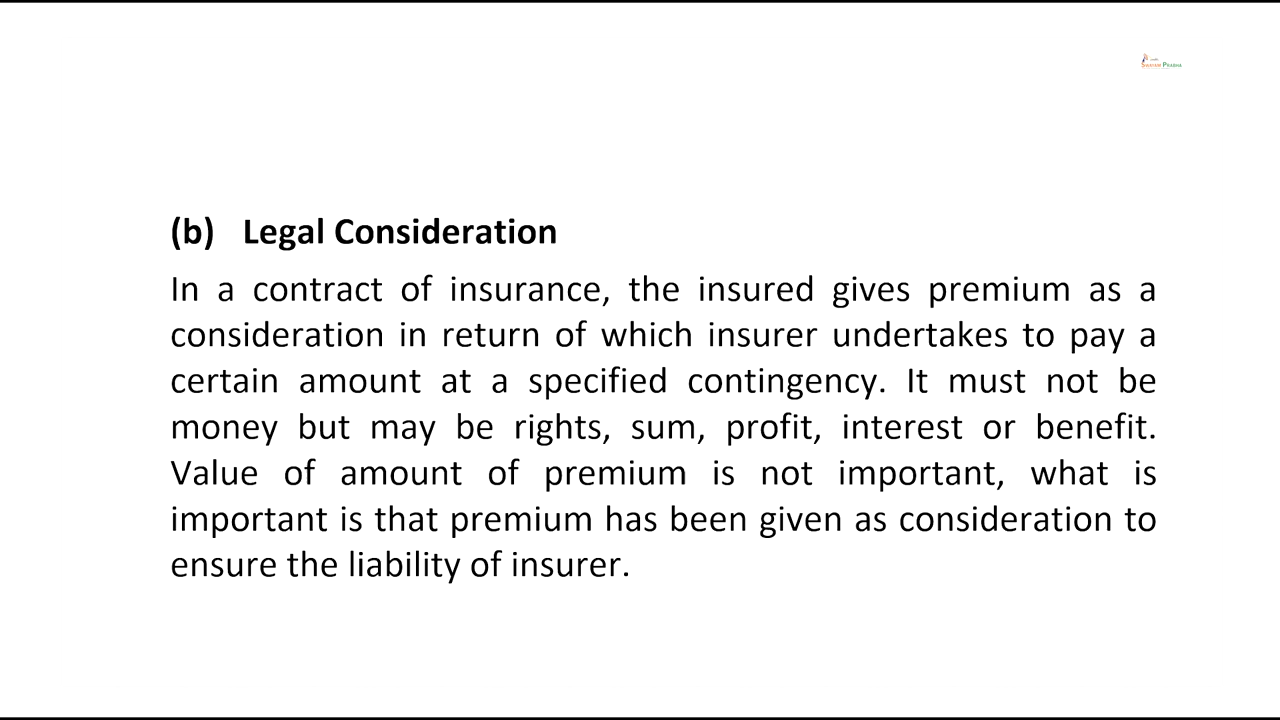 SWAYAM PRABHA
(b) Legal Consideration
In a contract of insurance, the insured gives premium as a
consideration in return of which insurer undertakes to pay a
certain amount at a specified contingency. It must not be
money but may be rights, sum, profit, interest or benefit.
Value of amount of premium is not important, what is
important is that premium has been given as consideration to
ensure the liability of insurer.